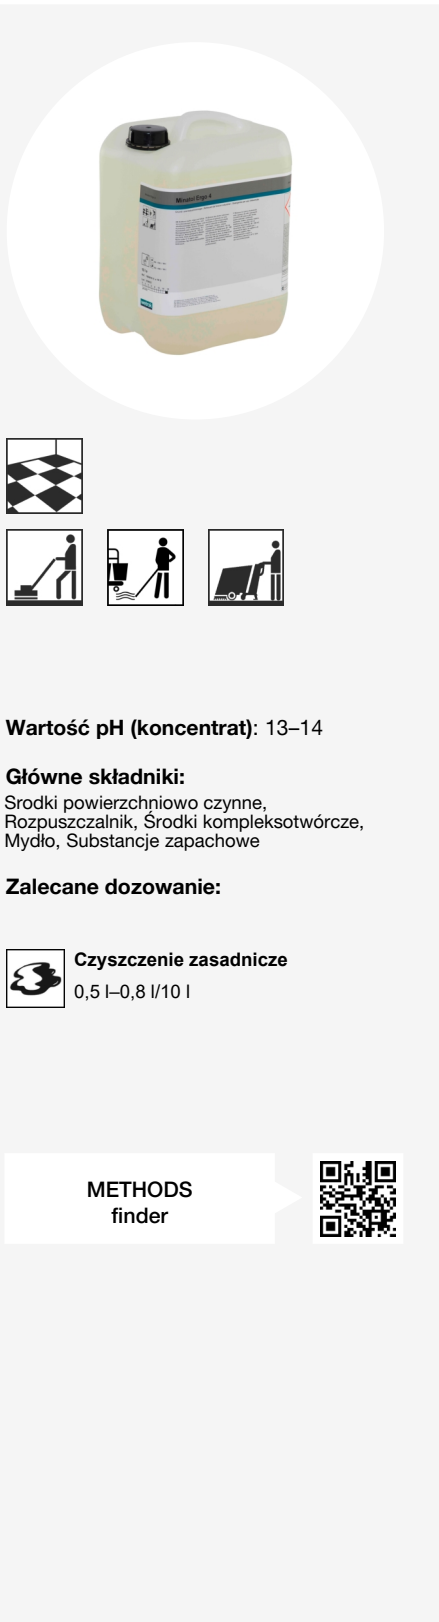 Wartość pH (koncentrat): 13–14
Główne składniki:
Srodki powierzchniowo czynne,
Rozpuszczalnik, Środki kompleksotwórcze,
Mydło, Substancje zapachowe
Zalecane dozowanie:
Czyszczenie zasadnicze
0,5 l–0,8 l/10 l
METHODS
finder